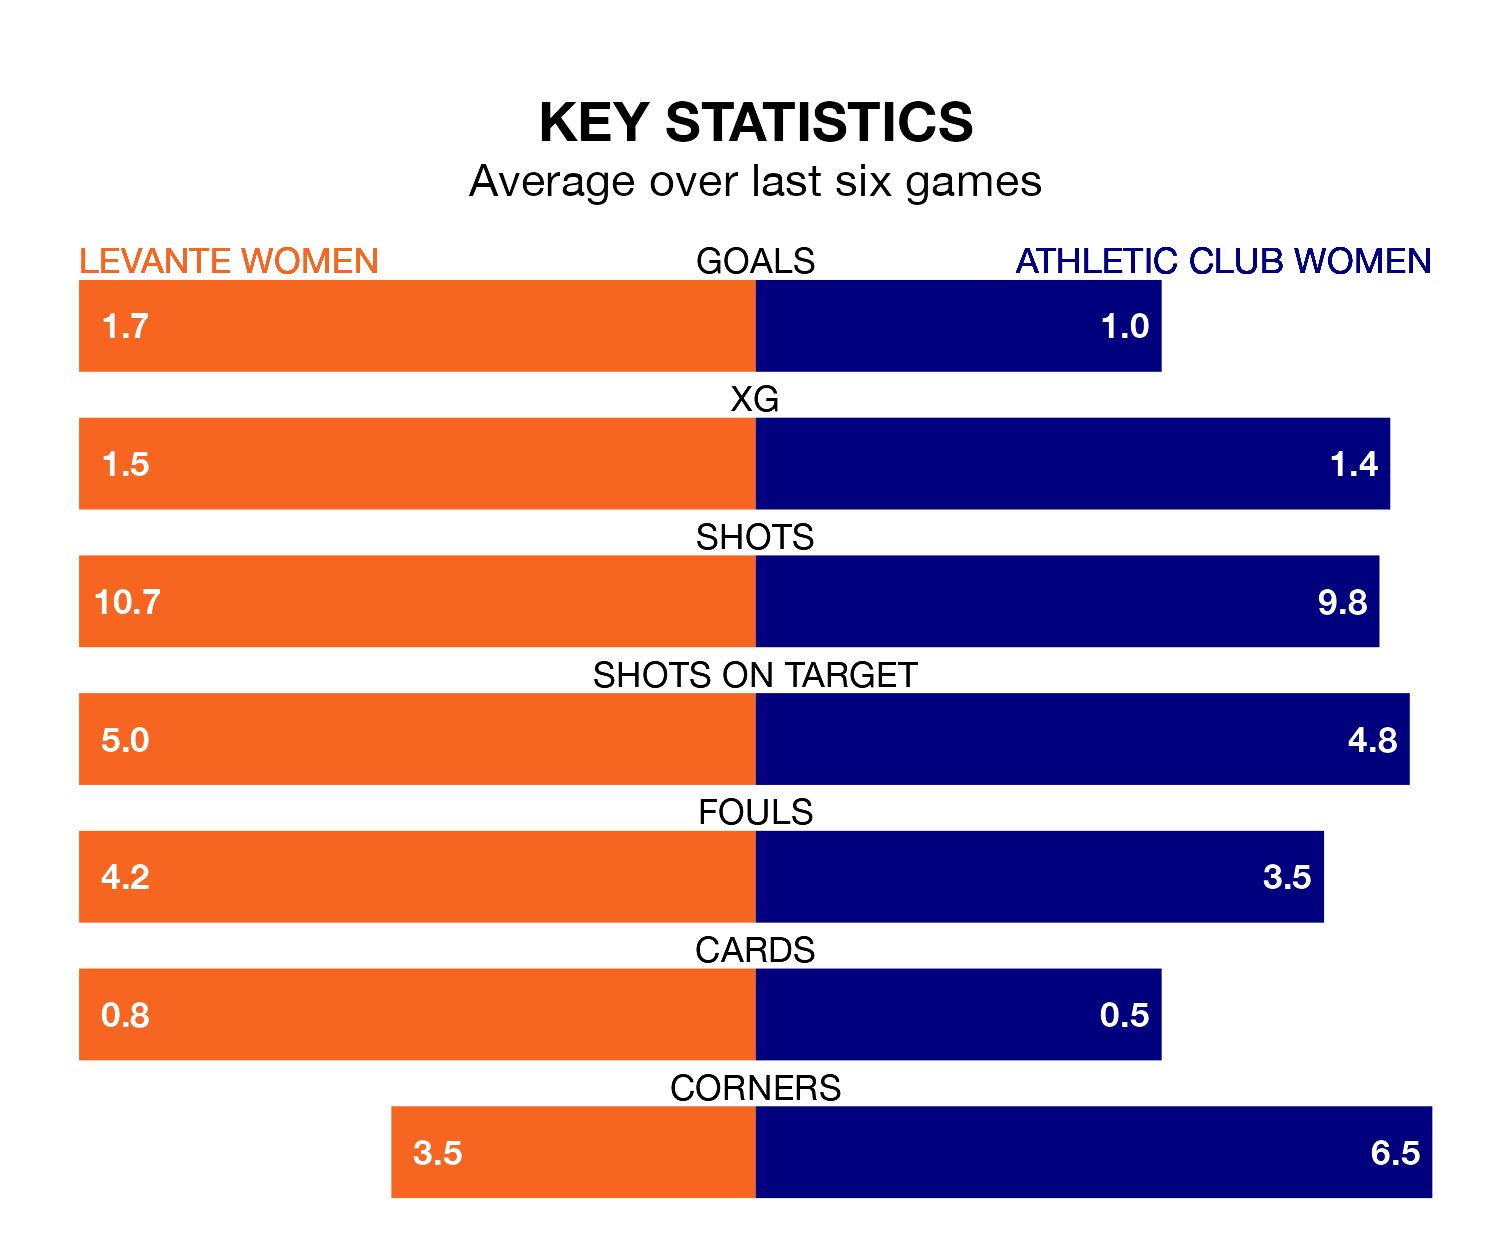 KEY STATISTICS
Average over last six games
LEVANTE WOMEN GOALS ATHLETIC CLUB WOMEN
1.7 1.0
XG
1.5 1.4
SHOTS
10.7 9.8
SHOTS ON TARGET
5.0 4.8
FOULS
4.2 3.5
CARDS
0.8 0.5
CORNERS
3.5 6.5